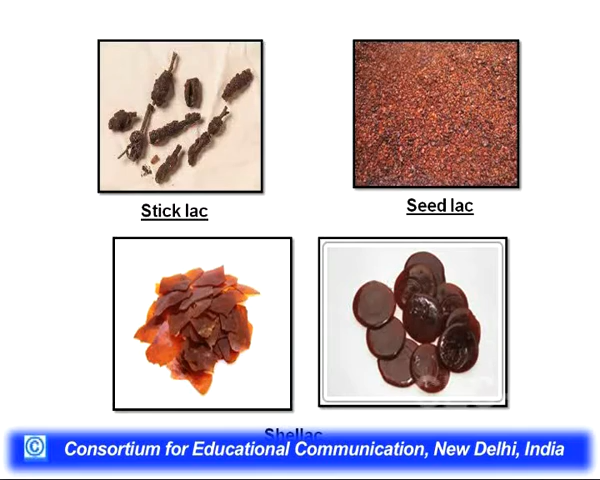 Stick lac
Seed lac
Shellac
© Consortium for Educational Communication, New Delhi, India